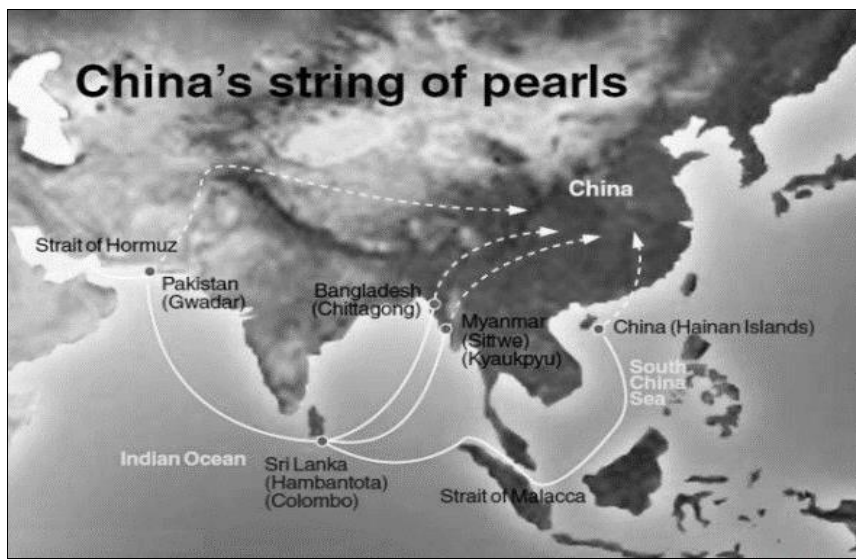 China's string of pearls
China
Strait of Hormuz
Pakistan
(Gwadar)
Bangladesh
(Chittagong)
Myanmar
(Sittwe)
(Kyaukpyu)
China (Hainan Islands)
South
China
Sea
Indian Ocean
Sri Lanka
(Hambantota)
(Colombo)
Strait of Malacca